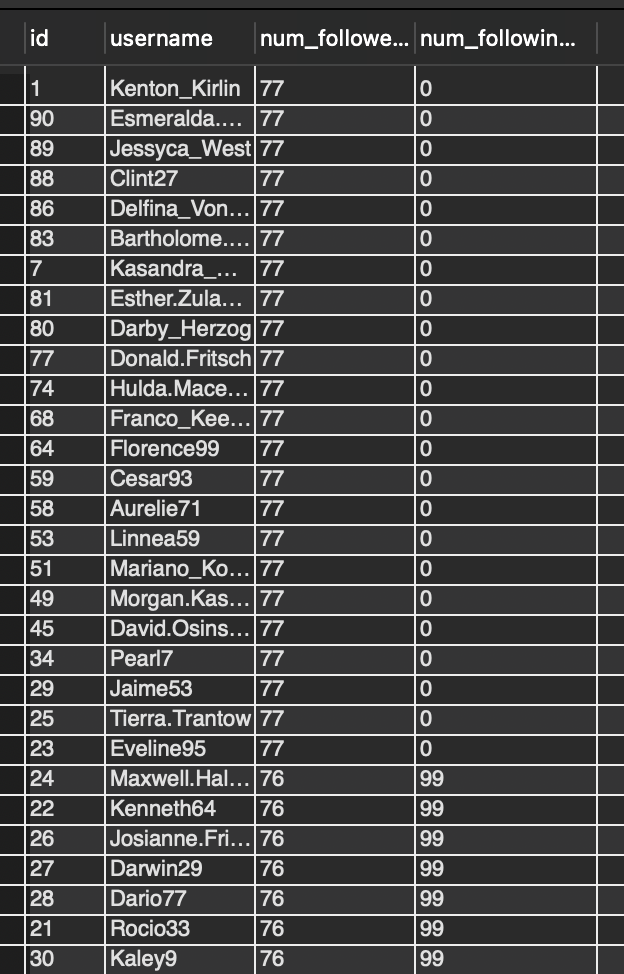 id username num_followe... num_followin...
1 Kenton_Kirlin 77 0
90 Esmeralda.... 77 0
89 Jessyca_West 77 0
88 Clint27 77 0
86 Delfina_Von... 77 0
83 Bartholome.... 77 0
7 Kasandra_... 77 0
81 Esther.Zula... 77 0
80 Darby_Herzog 77 0
77 Donald.Fritsch 77 0
74 Hulda.Mace... 77 0
68 Franco_Kee... 77 0
64 Florence99 77 0
59 Cesar93 77 0
58 Aurelie71 77 0
53 Linnea59 77 0
51 Mariano_Ko... 77 0
49 Morgan.Kas... 77 0
45 David.Osins... 77 0
34 Pearl7 77 0
29 Jaime53 77 0
25 Tierra.Trantow 77 0
23 Eveline95 77 0
24 Maxwell.Hal... 76 99
22 Kenneth64 76 99
26 Josianne.Fri... 76 99
27 Darwin29 76 99
28 Dario77 76 99
21 Rocio33 76 99
30 Kaley9 76 99